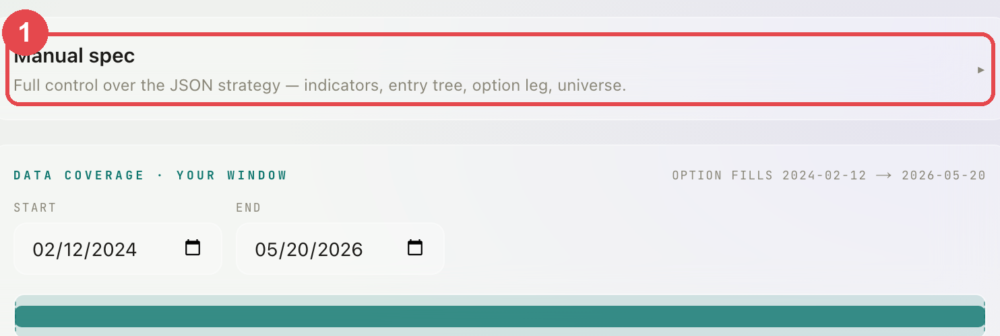 1
Manual spec
Full control over the JSON strategy — indicators, entry tree, option leg, universe.
▸
DATA COVERAGE · YOUR WINDOW
OPTION FILLS 2024-02-12 → 2026-05-20
START
END
02/12/2024
05/20/2026